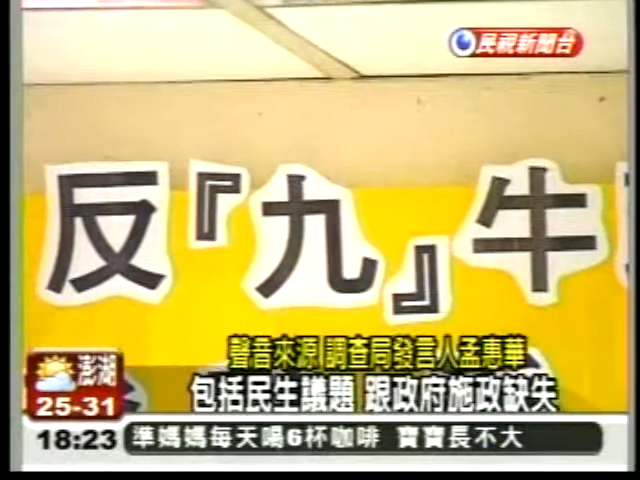 民視新聞台
反『九』牛
聲音來源|調查局發言人孟惠華
包括民生議題 跟政府施政缺失
澎湖
25-31
18:23 準媽媽每天喝6杯咖啡 寶寶長不大